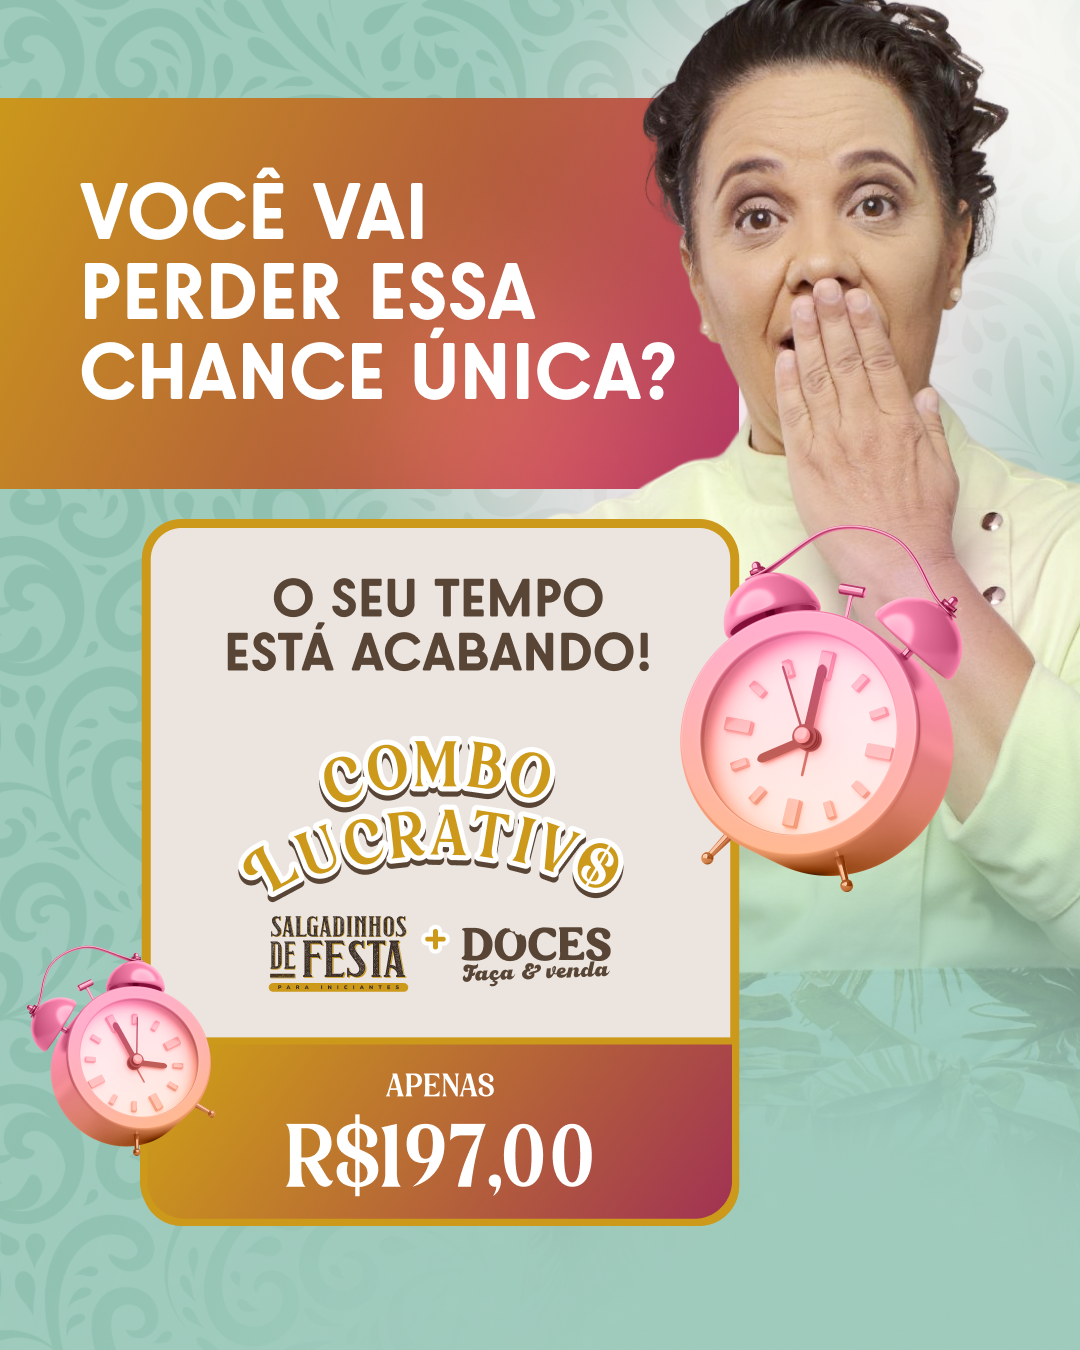 VOCÊ VAI
PERDER ESSA
CHANCE ÚNICA?
O SEU TEMPO
ESTÁ ACABANDO!
COMBO
LUCRATIVO
SALGADINHOS
DE FESTA
PARA INICIANTES
+
DOCES
Faça & venda
APENAS
R$197,00